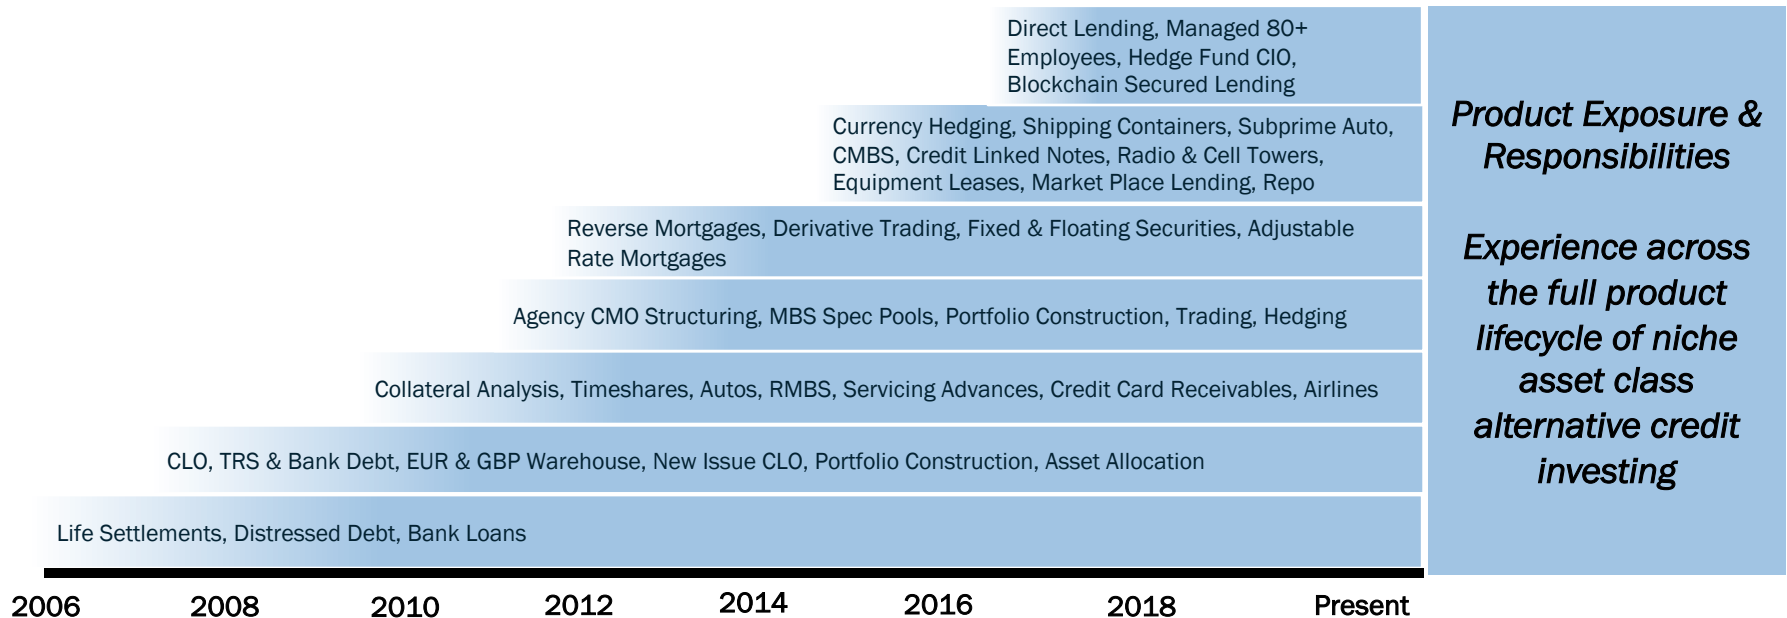 Direct Lending, Managed 80+
Employees, Hedge Fund CIO,
Blockchain Secured Lending
Currency Hedging, Shipping Containers, Subprime Auto,
CMBS, Credit Linked Notes, Radio & Cell Towers,
Equipment Leases, Market Place Lending, Repo
Reverse Mortgages, Derivative Trading, Fixed & Floating Securities, Adjustable
Rate Mortgages
Agency CMO Structuring, MBS Spec Pools, Portfolio Construction, Trading, Hedging
Collateral Analysis, Timeshares, Autos, RMBS, Servicing Advances, Credit Card Receivables, Airlines
CLO, TRS & Bank Debt, EUR & GBP Warehouse, New Issue CLO, Portfolio Construction, Asset Allocation
Life Settlements, Distressed Debt, Bank Loans
2006 2008 2010 2012 2014 2016 2018 Present
Product Exposure &
Responsibilities
Experience across
the full product
lifecycle of niche
asset class
alternative credit
investing